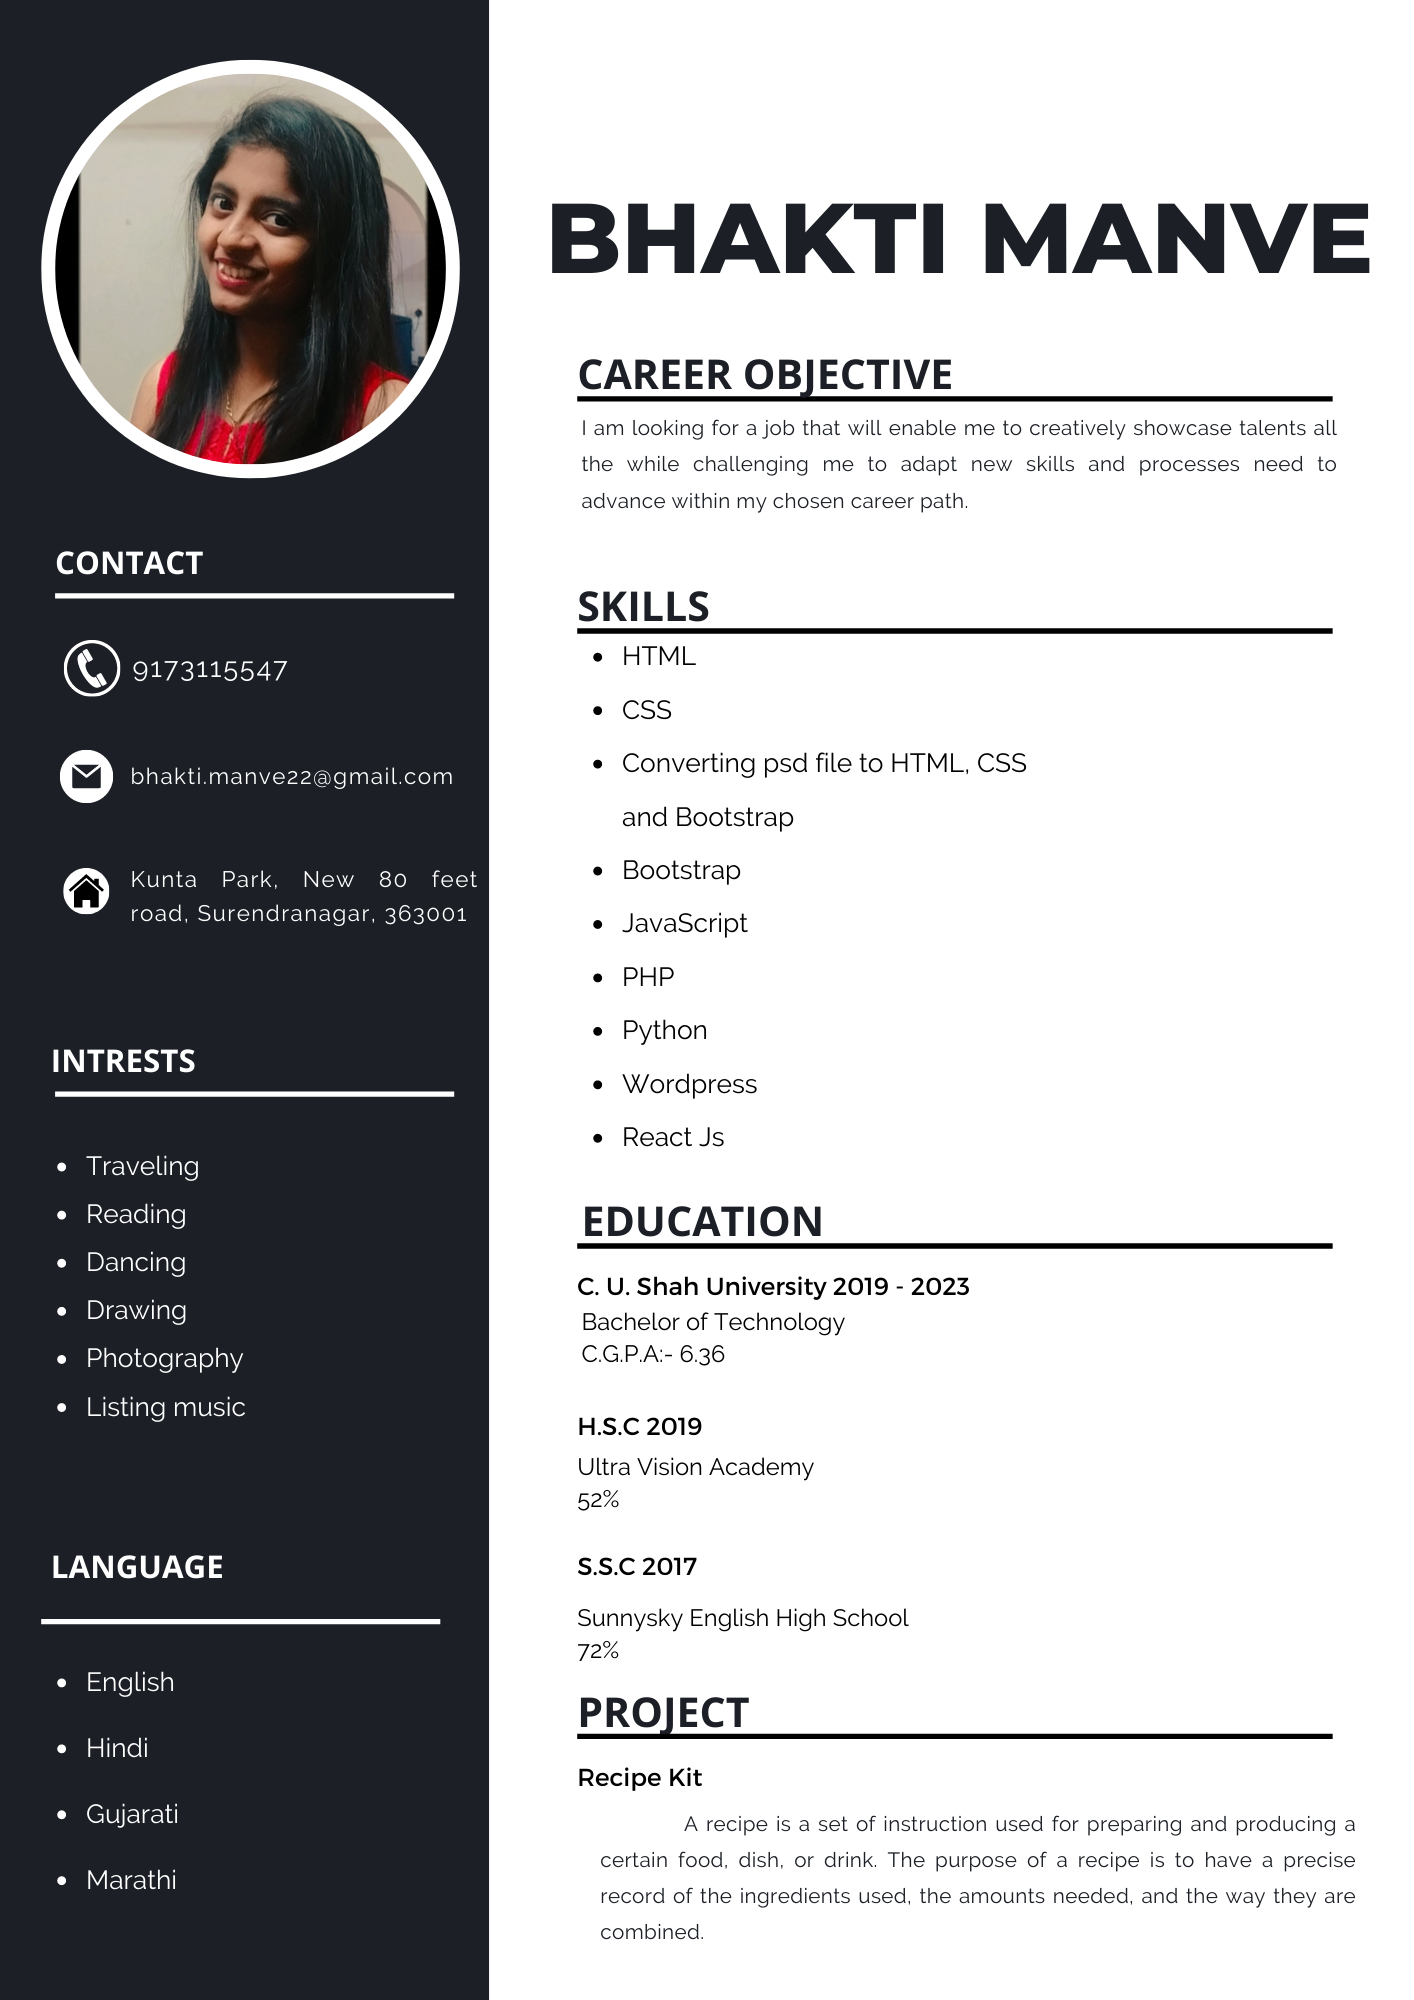 BHAKTI MANVE
CONTACT
9173115547
bhakti.manve22@gmail.com
Kunta Park, New 80 feet
road, Surendranagar, 363001
INTRESTS
• Traveling
• Reading
• Dancing
• Drawing
• Photography
• Listing music
LANGUAGE
• English
• Hindi
• Gujarati
• Marathi
CAREER OBJECTIVE
I am looking for a job that will enable me to creatively showcase talents all
the while challenging me to adapt new skills and processes need to
advance within my chosen career path.
SKILLS
• HTML
• CSS
• Converting psd file to HTML, CSS
and Bootstrap
• Bootstrap
• JavaScript
• PHP
• Python
• Wordpress
• React Js
EDUCATION
C. U. Shah University 2019 - 2023
Bachelor of Technology
C.G.P.A:- 6.36
H.S.C 2019
Ultra Vision Academy
52%
S.S.C 2017
Sunnysky English High School
72%
PROJECT
Recipe Kit
A recipe is a set of instruction used for preparing and producing a
certain food, dish, or drink. The purpose of a recipe is to have a precise
record of the ingredients used, the amounts needed, and the way they are
combined.